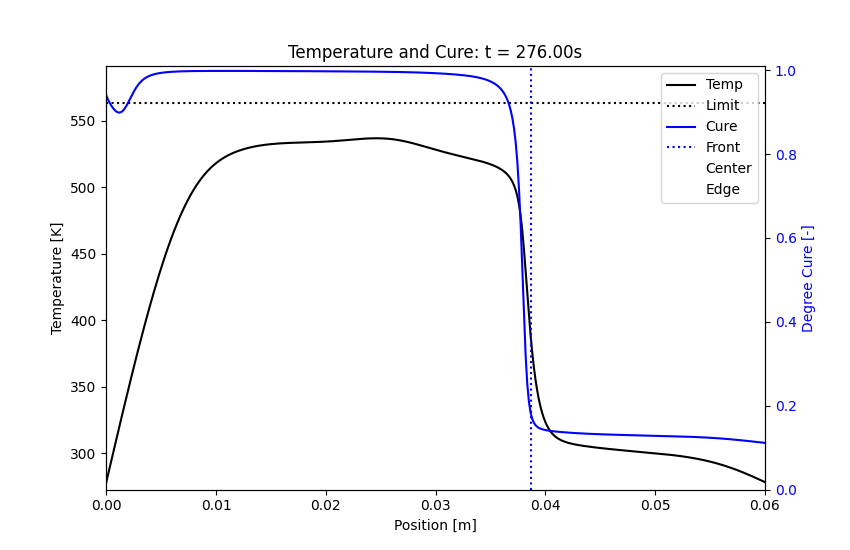 Temperature and Cure: t = 276.00s
Temp
Limit
Cure
Front
Center
Edge
Temperature [K]
550
500
450
400
350
300
Degree Cure [-]
1.0
0.8
0.6
0.4
0.2
0.0
0.00 0.01 0.02 0.03 0.04 0.05 0.06
Position [m]